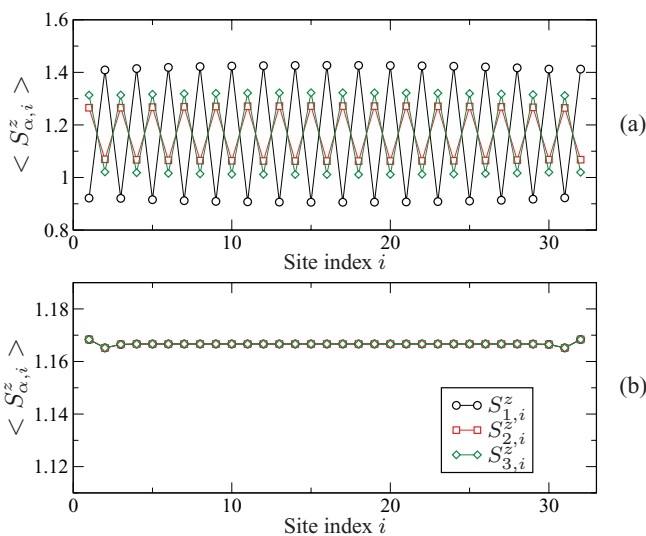 1.6
1.4
1.2
1
0.8
< S^z_{α,i} >
0 10 20 30
Site index i
(a)
1.18
1.16
1.14
1.12
< S^z_{α,i} >
0 10 20 30
Site index i
(b)
S^z_{1,i}
S^z_{2,i}
S^z_{3,i}